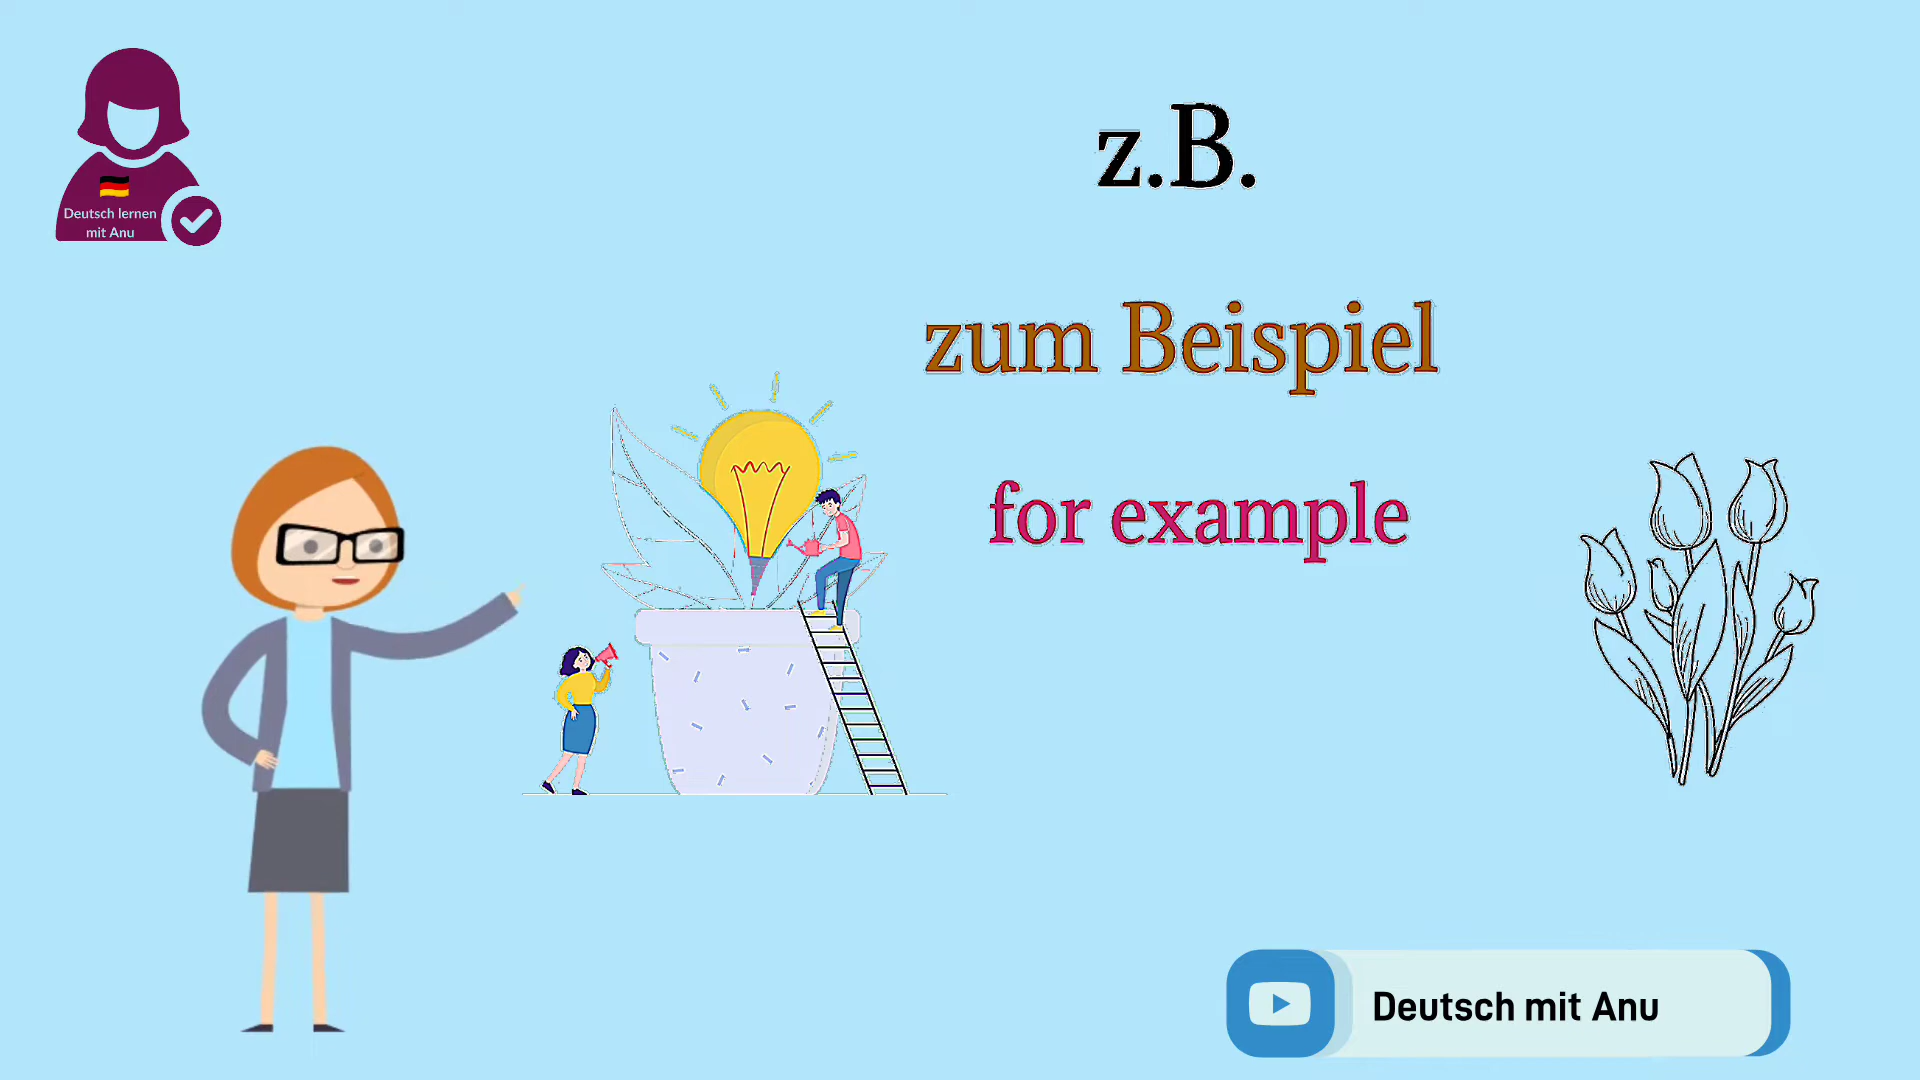 Deutsch lernen
mit Anu
z.B.
zum Beispiel
for example
Deutsch mit Anu